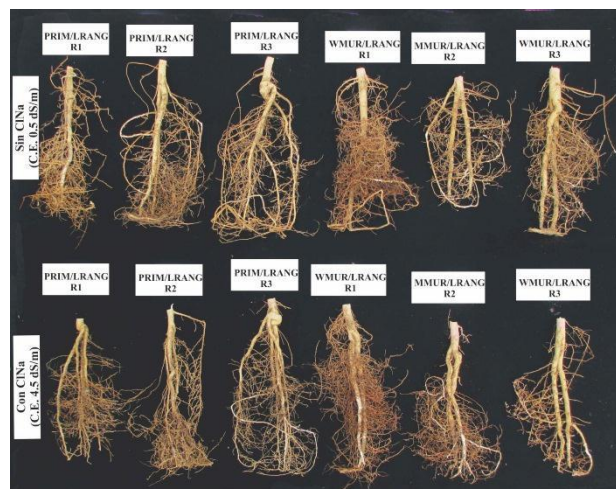 PRIM/LRANG
R1
PRIM/LRANG
R2
PRIM/LRANG
R3
WMUR/LRANG
R1
MMUR/LRANG
R2
WMUR/LRANG
R3
Sin ClNa
(C.E. 0.5 dS/m)
PRIM/LRANG
R1
PRIM/LRANG
R2
PRIM/LRANG
R3
WMUR/LRANG
R1
MMUR/LRANG
R2
WMUR/LRANG
R3
Con ClNa
(C.E. 4.5 dS/m)